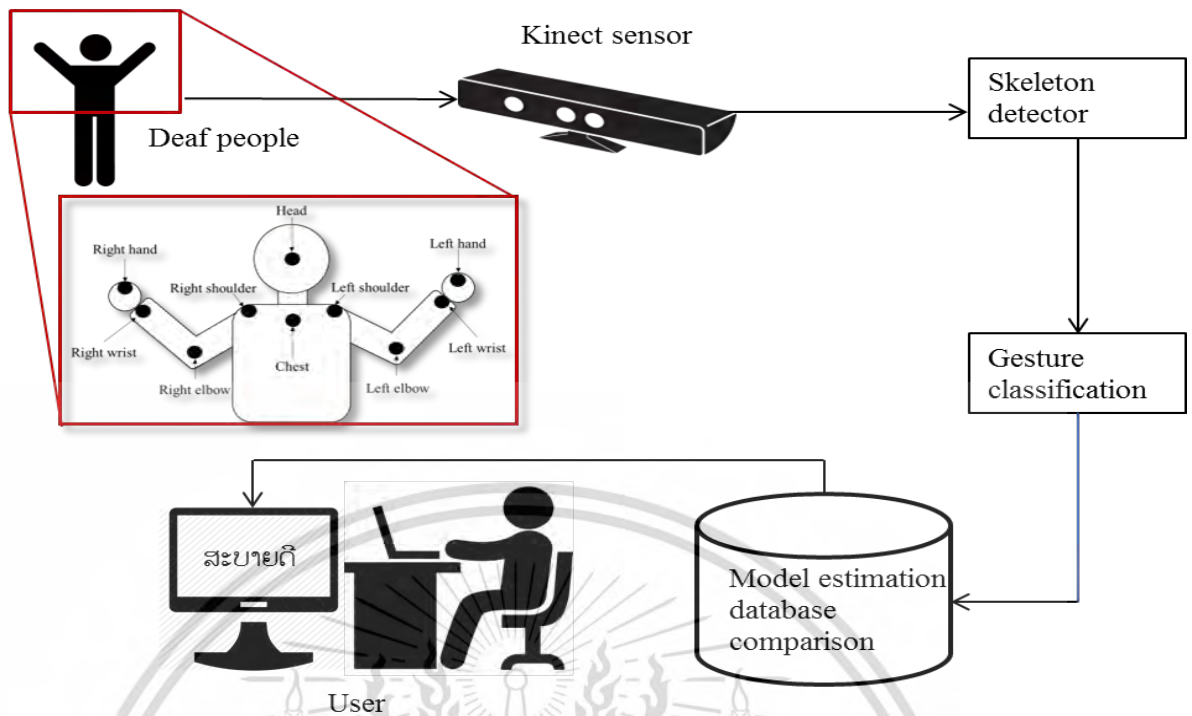 Kinect sensor
Skeleton
detector
Deaf people
Head
Right hand
Left hand
Right shoulder
Left shoulder
Right wrist
Chest
Left wrist
Right elbow
Left elbow
Gesture
classification
ສະບາຍດີ
Model estimation
database
comparison
User